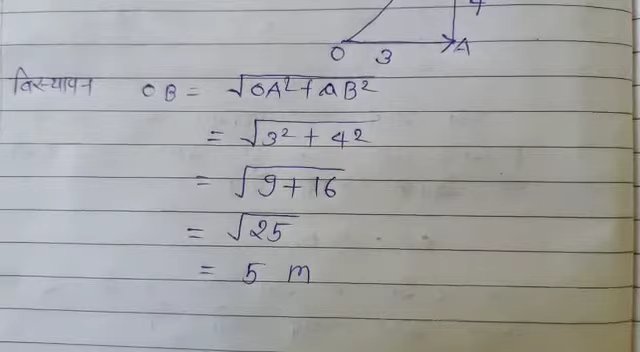 4
O 3 A
विस्थापन OB = √OA²+AB²
= √3²+4²
= √9+16
= √25
= 5 m